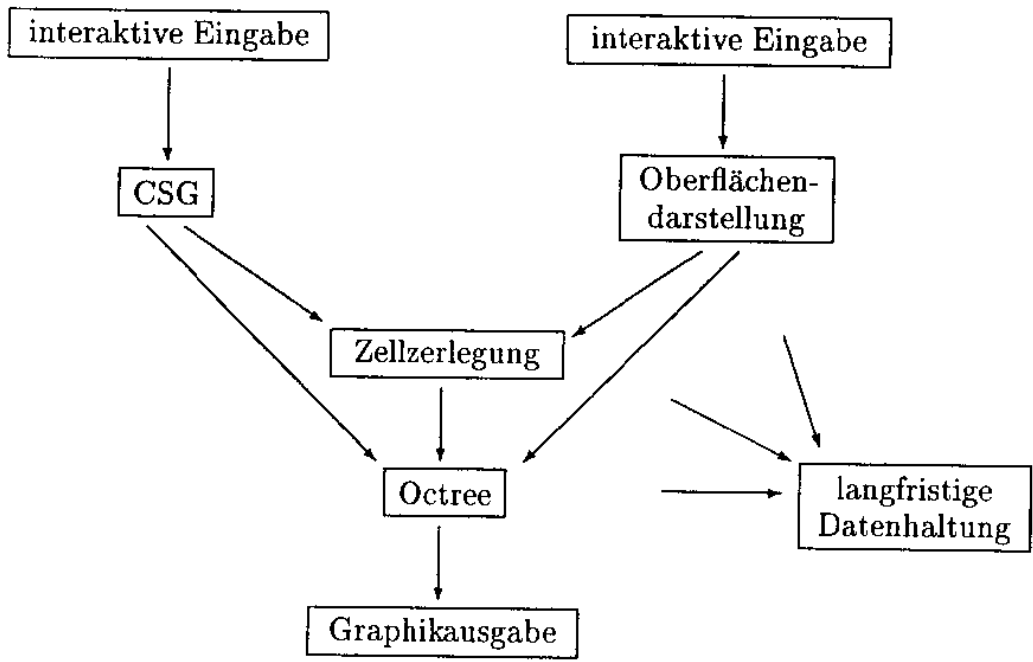 interaktive Eingabe
interaktive Eingabe
CSG
Oberflächen-
darstellung
Zellzerlegung
Octree
langfristige
Datenhaltung
Graphikausgabe